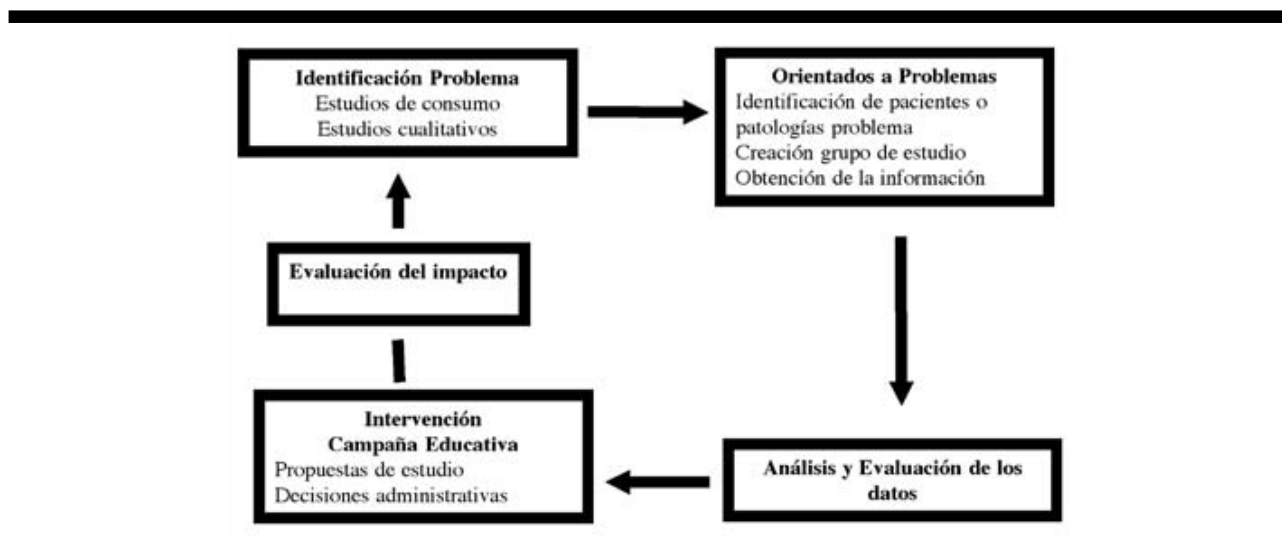 Identificación Problema
Estudios de consumo
Estudios cualitativos
Orientados a Problemas
Identificación de pacientes o
patologías problema
Creación grupo de estudio
Obtención de la información
Evaluación del impacto
Intervención
Campaña Educativa
Propuestas de estudio
Decisiones administrativas
Análisis y Evaluación de los
datos